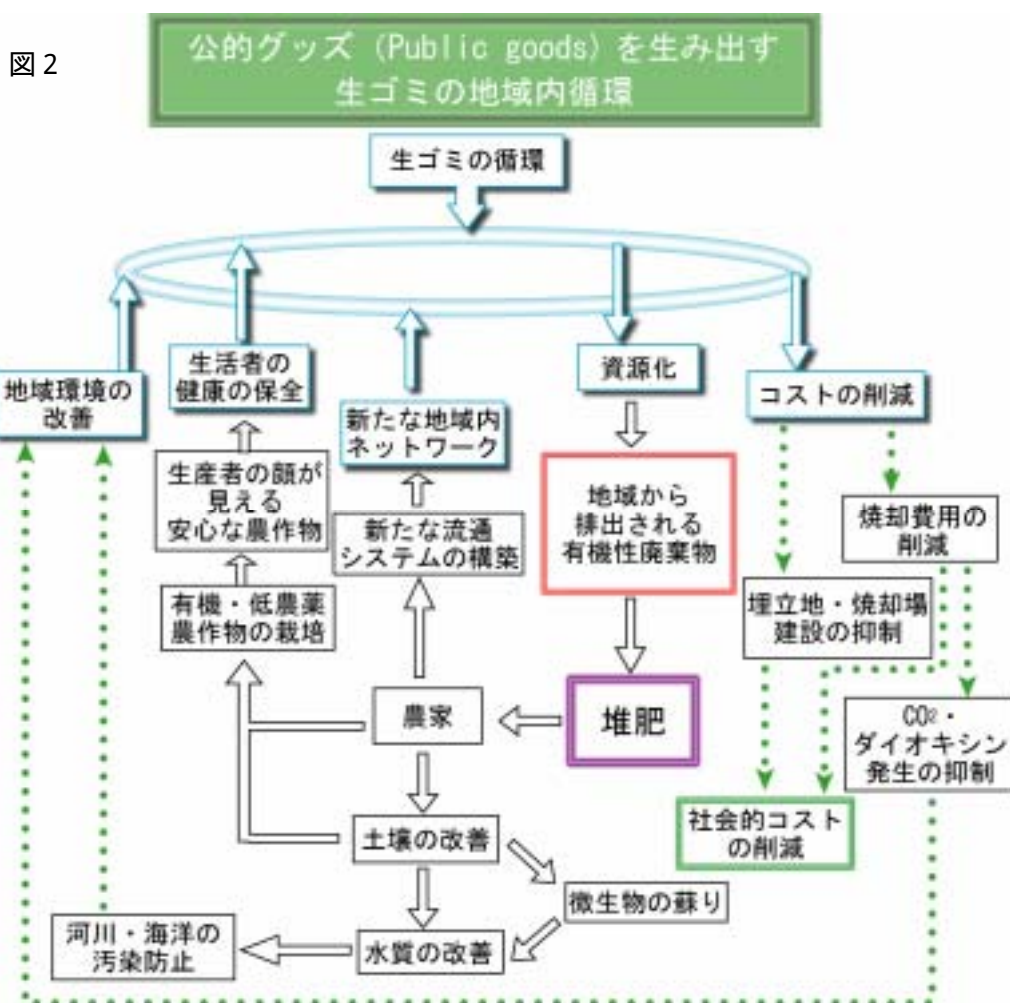 図2
公的グッズ (Public goods) を生み出す
生ゴミの地域内循環
生ゴミの循環
地域環境の
改善
生活者の
健康の保全
新たな地域内
ネットワーク
資源化
コストの削減
生産者の顔が
見える
安心な農作物
新たな流通
システムの構築
地域から
排出される
有機性廃棄物
焼却費用の
削減
有機・低農薬
農作物の栽培
埋立地・焼却場
建設の抑制
農家
堆肥
CO2・
ダイオキシン
発生の抑制
土壌の改善
社会的コスト
の削減
微生物の蘇り
河川・海洋の
汚染防止
水質の改善